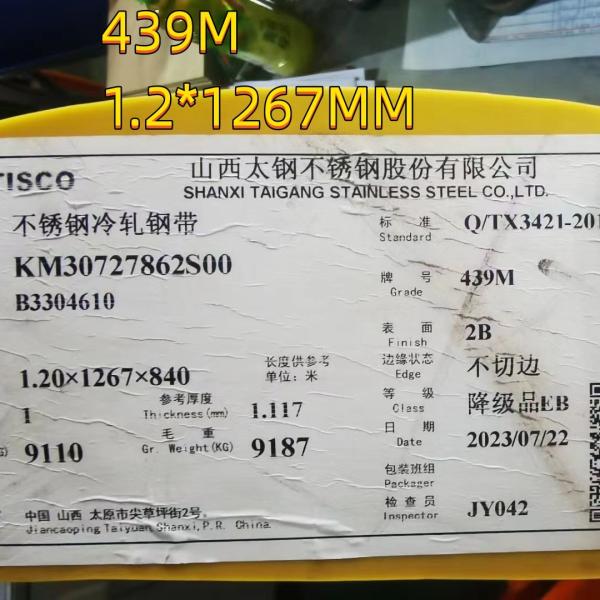 439M
1.2*1267MM
TISCO
山西太钢不锈钢股份有限公司
SHANXI TAIGANG STAINLESS STEEL CO.,LTD.
不锈钢冷轧钢带
标 准 Q/TX3421-201
Standard
KM30727862S00
牌 号 439M
Grade
B3304610
表 面 2B
Finish
1.20×1267×840
长度供参考
单位：米
边缘状态 不切边
Edge
1
参考厚度 1.117
Thickness(mm)
等 级 降级品EB
Class
9110
毛 重 9187
Gr. Weight(KG)
日 期 2023/07/22
Date
包装班组
Packager
检 查 员 JY042
Inspector
中国 山西 太原市尖草坪街2号。
Jiancaoping Taiyuan Shanxi, P.R. China